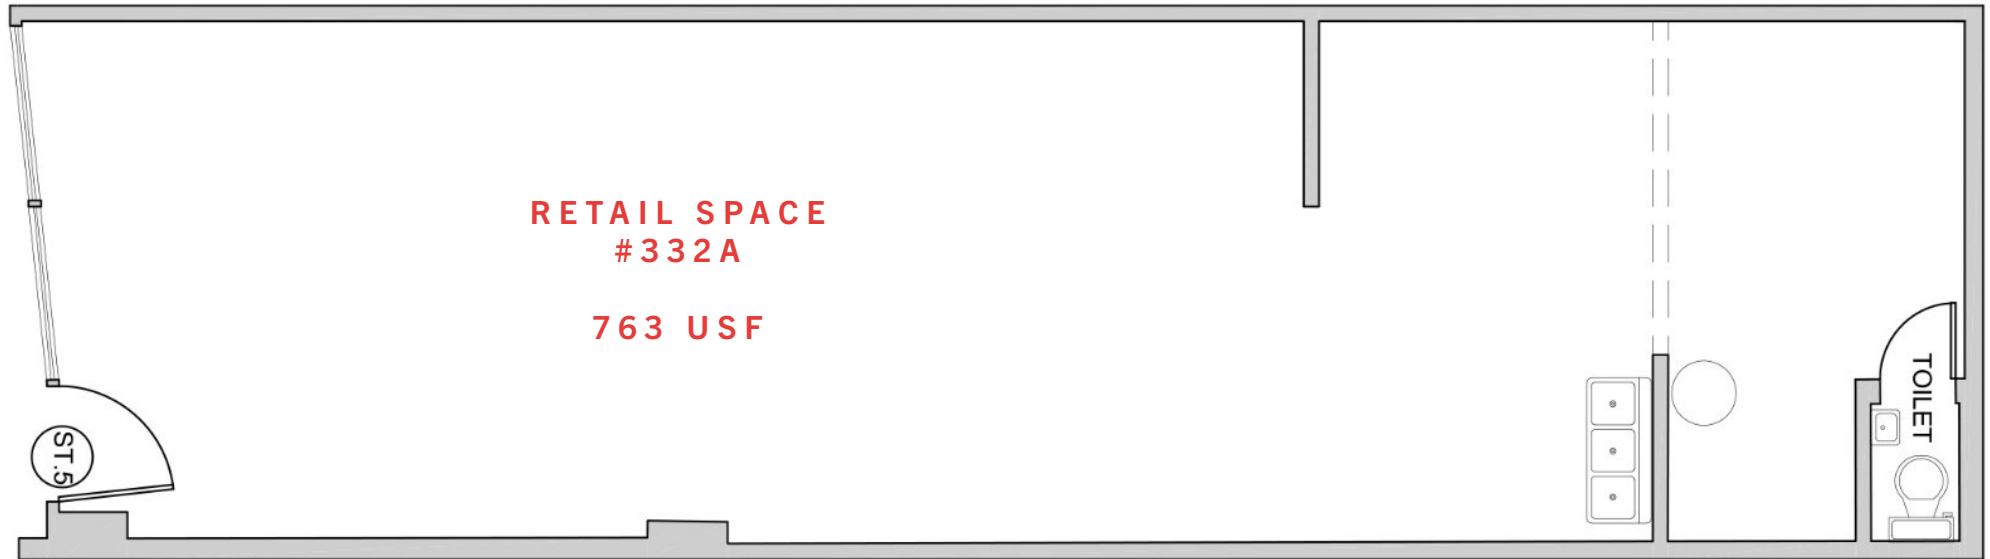 RETAIL SPACE
#332A
763 USF
ST.5
TOILET